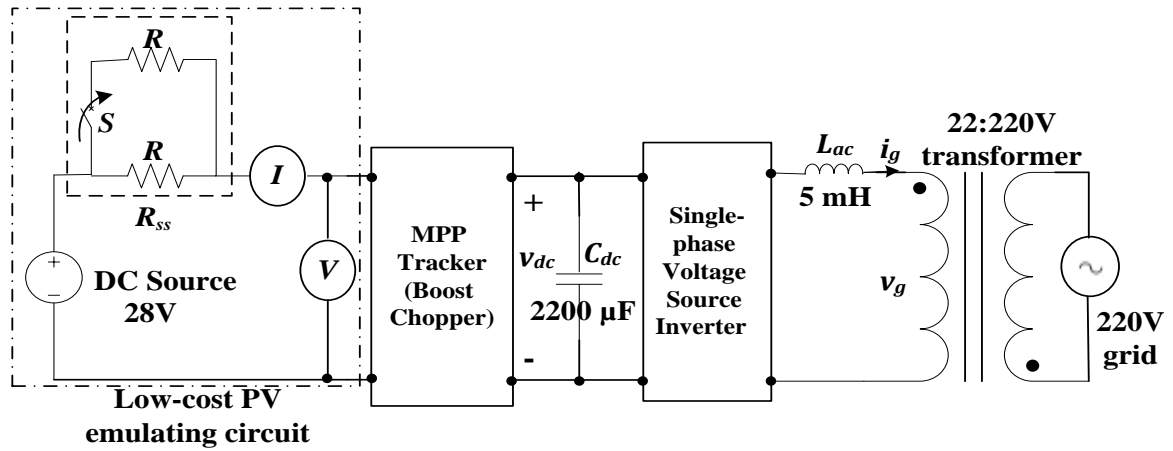 R
S
R
R_ss
I
V
+
−
DC Source
28V
Low-cost PV
emulating circuit
MPP
Tracker
(Boost
Chopper)
+
v_dc
C_dc
2200 µF
-
Single-
phase
Voltage
Source
Inverter
L_ac
5 mH
i_g
v_g
22:220V
transformer
220V
grid